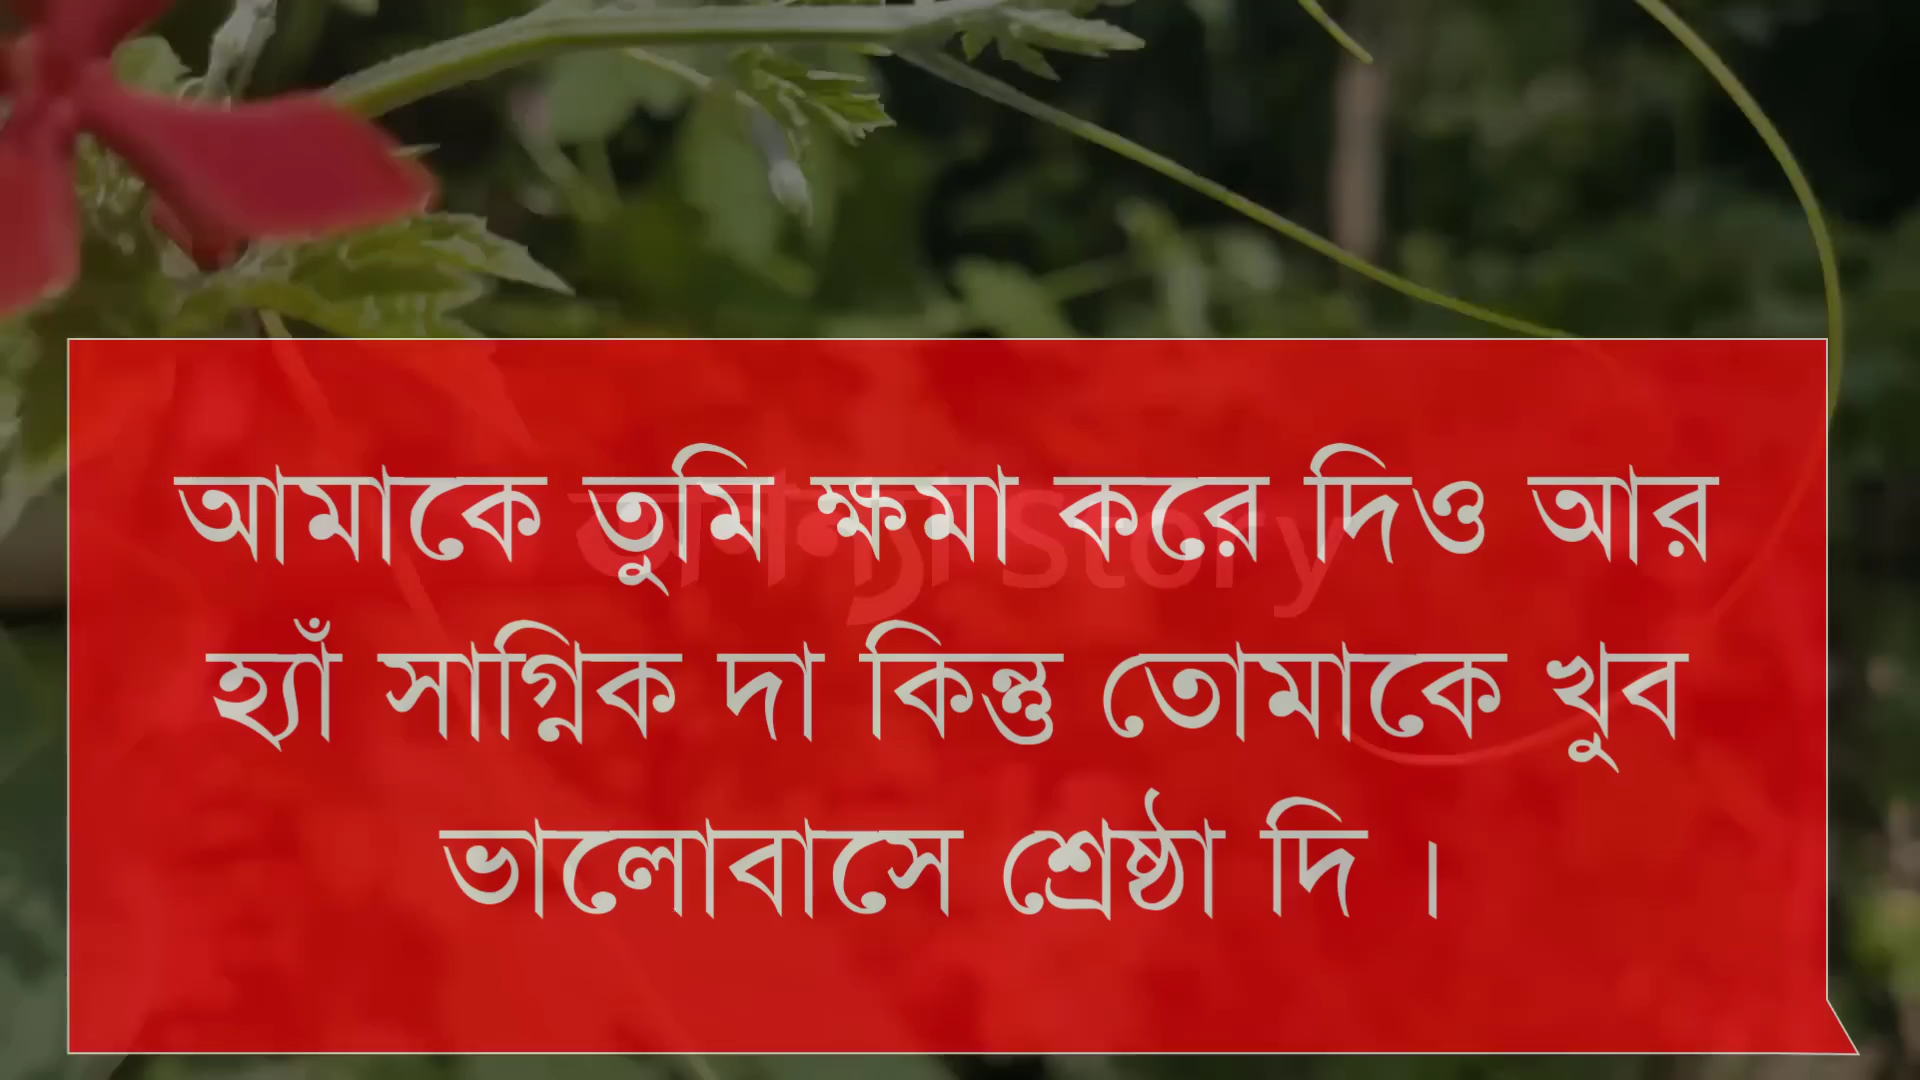 আমাকে তুমি ক্ষমা করে দিও আর
হ্যাঁ সাগ্নিক দা কিন্তু তোমাকে খুব
ভালোবাসে শ্রেষ্ঠা দি ।